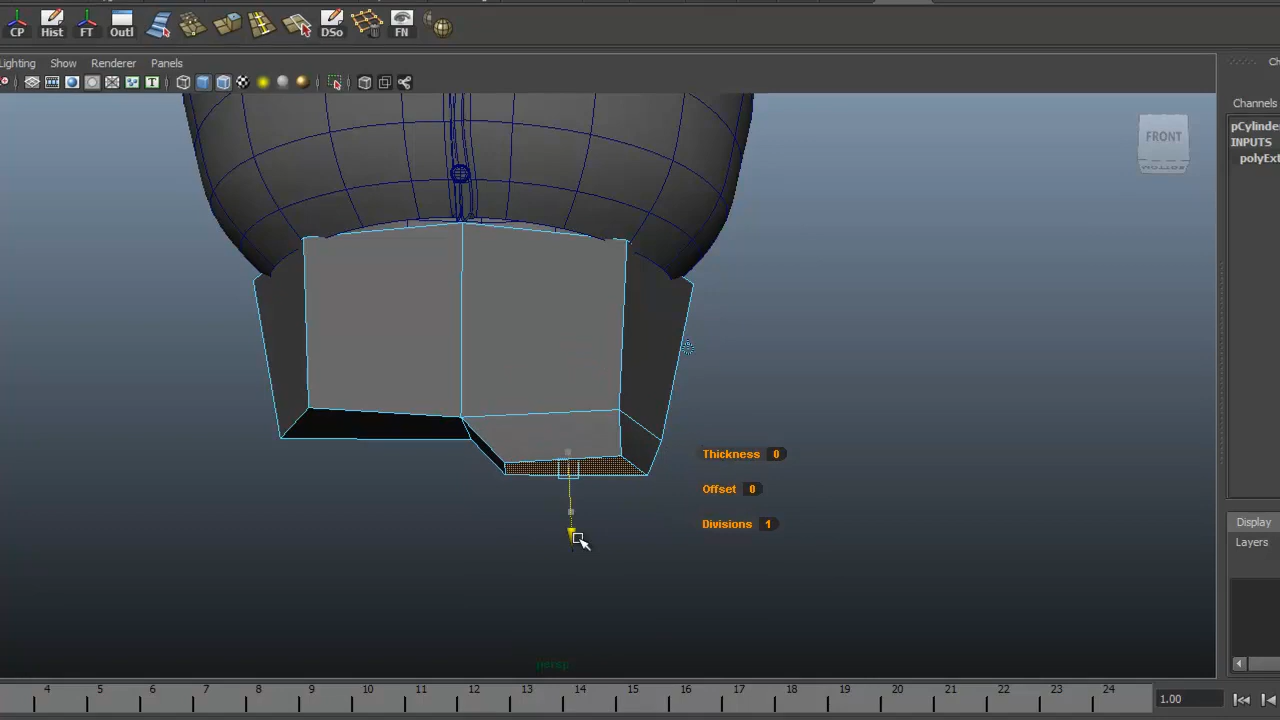 CP Hist FT Outl DSo FN
Lighting Show Renderer Panels
T
FRONT
BOTTOM
Channels
pCylinde
INPUTS
polyExt
Thickness 0
Offset 0
Divisions 1
Display
Layers
persp
4 5 6 7 8 9 10 11 12 13 14 15 16 17 18 19 20 21 22 23 24
1.00